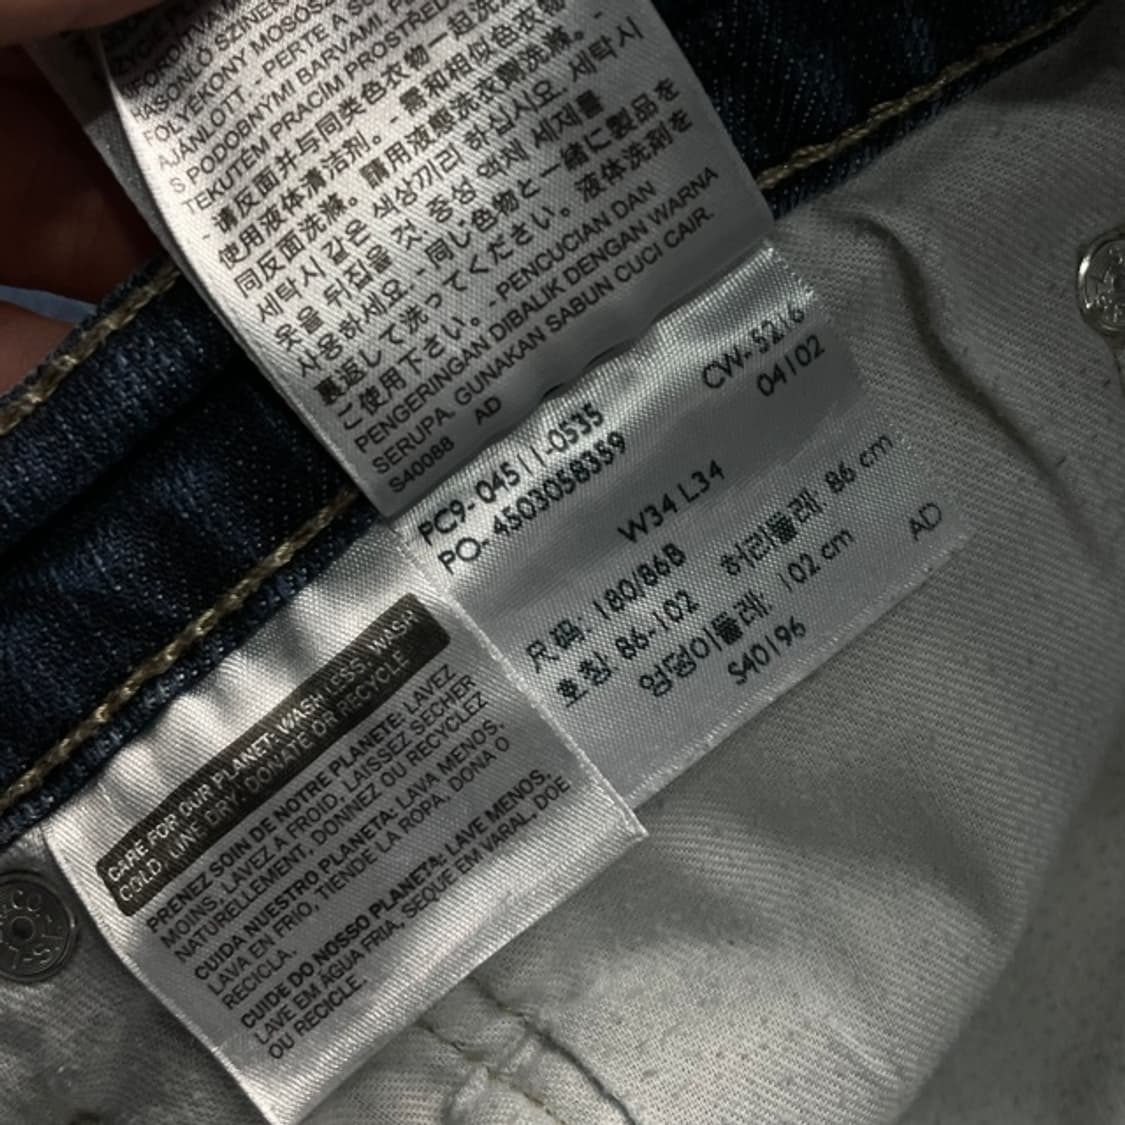 HASONLÓ SZÍNEK
FOLYÉKONY MOSÓSZ
AJÁNLOTT. - PERTE A SU
S PODOBNÝMI BARVAMI. P
TEKUTÉM PRACÍM PROSTŘED
- 请反面并与同类色衣物一起洗
使用液体清洁剂。- 需和相似色衣物
同反面洗滌。 請用液態洗衣劑洗滌。 -
세탁시 같은 색상끼리 하십시요. 세탁시
옷을 뒤집을 것. 중성 액체 세제를
사용하세요. - 同じ色物と一緒に製品を
裏返して洗ってください。 液体洗剤を
ご使用下さい。 - PENCUCIAN DAN
PENGERINGAN DIBALIK DENGAN WARNA
SERUPA. GUNAKAN SABUN CUCI CAIR.
S40088 AD
CW-5216
04/02
PC9-04511-0535
PO- 4503058359
W34 L34
尺码: 180/86B
허리둘레: 86 cm
호칭 86-102
엉덩이둘레: 102 cm
AD
S40196
CARE FOR OUR PLANET: WASH LESS, WASH
COLD, LINE DRY, DONATE OR RECYCLE
PRENEZ SOIN DE NOTRE PLANETE: LAVEZ
MOINS, LAVEZ A FROID, LAISSEZ SECHER
NATURELLEMENT, DONNEZ OU RECYCLEZ
CUIDA NUESTRO PLANETA: LAVA MENOS,
LAVA EN FRIO, TIENDE LA ROPA, DONA O
RECICLA.
CUIDE DO NOSSO PLANETA: LAVE MENOS,
LAVE EM ÁGUA FRIA, SEQUE EM VARAL, DOE
OU RECICLE.